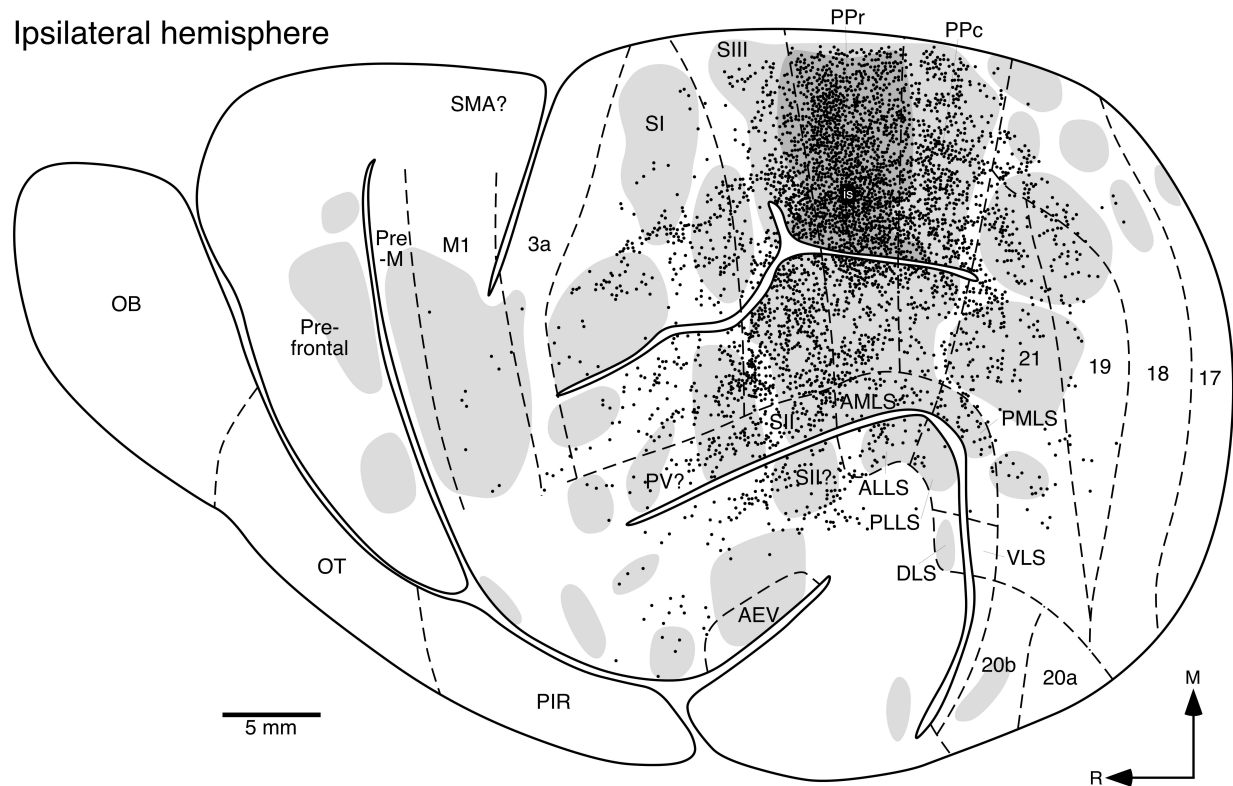 Ipsilateral hemisphere
PPr
PPc
SIII
SMA?
SI
is
Pre
-M
M1
3a
OB
Pre-
frontal
21
19
18
17
AMLS
SII
PMLS
PV?
SII?
ALLS
PLLS
OT
DLS
VLS
AEV
20b
20a
PIR
5 mm
M
R